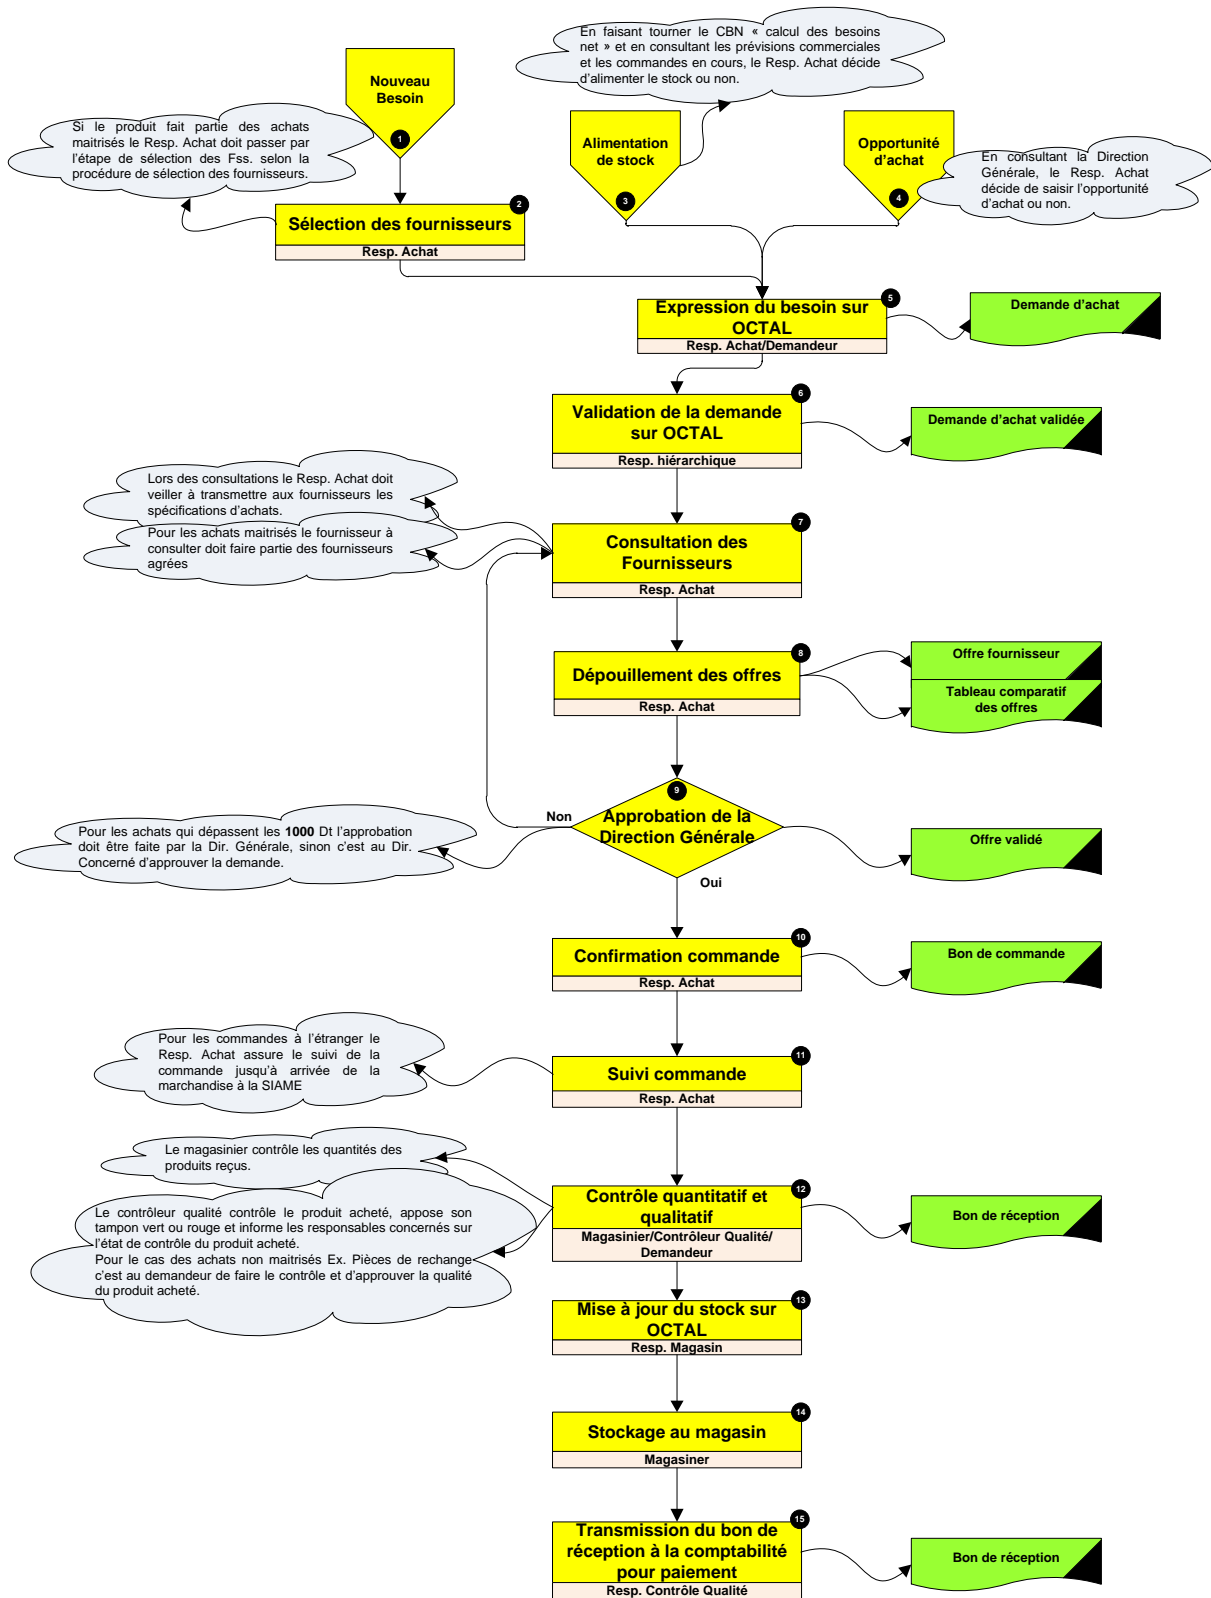 En faisant tourner le CBN « calcul des besoins
net » et en consultant les prévisions commerciales
et les commandes en cours, le Resp. Achat décide
d'alimenter le stock ou non.
Nouveau
Besoin
1
Si le produit fait partie des achats
maitrisés le Resp. Achat doit passer par
l'étape de sélection des Fss. selon la
procédure de sélection des fournisseurs.
Alimentation
de stock
3
Opportunité
d'achat
4
En consultant la Direction
Générale, le Resp. Achat
décide de saisir l'opportunité
d'achat ou non.
2
Sélection des fournisseurs
Resp. Achat
5
Expression du besoin sur
OCTAL
Resp. Achat/Demandeur
Demande d'achat
6
Validation de la demande
sur OCTAL
Resp. hiérarchique
Demande d'achat validée
Lors des consultations le Resp. Achat doit
veiller à transmettre aux fournisseurs les
spécifications d'achats.
Pour les achats maitrisés le fournisseur à
consulter doit faire partie des fournisseurs
agrées
7
Consultation des
Fournisseurs
Resp. Achat
8
Dépouillement des offres
Resp. Achat
Offre fournisseur
Tableau comparatif
des offres
9
Approbation de la
Direction Générale
Non
Oui
Pour les achats qui dépassent les 1000 Dt l'approbation
doit être faite par la Dir. Générale, sinon c'est au Dir.
Concerné d'approuver la demande.
Offre validé
10
Confirmation commande
Resp. Achat
Bon de commande
Pour les commandes à l'étranger le
Resp. Achat assure le suivi de la
commande jusqu'à arrivée de la
marchandise à la SIAME
11
Suivi commande
Resp. Achat
Le magasinier contrôle les quantités des
produits reçus.
Le contrôleur qualité contrôle le produit acheté, appose son
tampon vert ou rouge et informe les responsables concernés sur
l'état de contrôle du produit acheté.
Pour le cas des achats non maitrisés Ex. Pièces de rechange
c'est au demandeur de faire le contrôle et d'approuver la qualité
du produit acheté.
12
Contrôle quantitatif et
qualitatif
Magasinier/Contrôleur Qualité/
Demandeur
Bon de réception
13
Mise à jour du stock sur
OCTAL
Resp. Magasin
14
Stockage au magasin
Magasiner
15
Transmission du bon de
réception à la comptabilité
pour paiement
Resp. Contrôle Qualité
Bon de réception